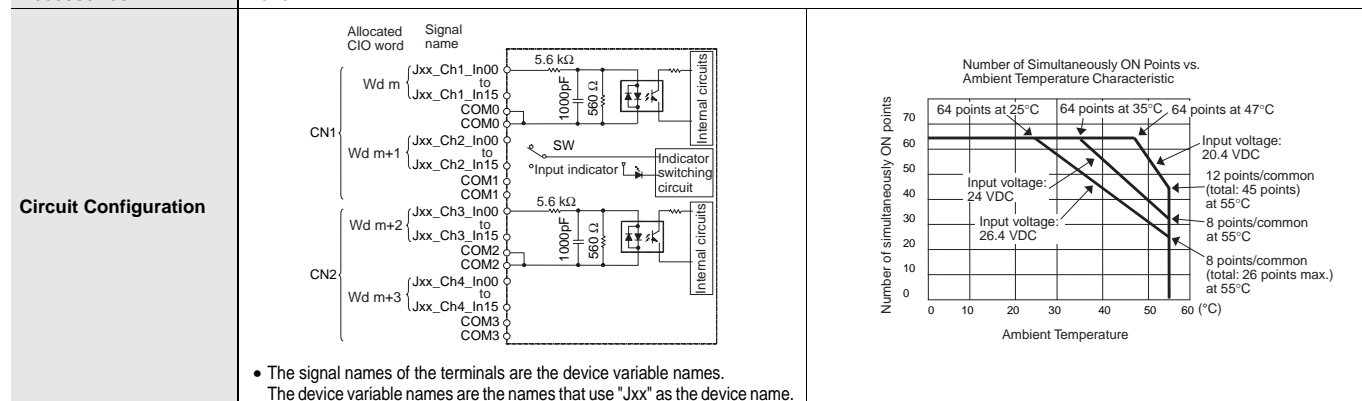 Circuit Configuration
Allocated
CIO word
Signal
name
CN1
Wd m
Jxx_Ch1_In00
to
Jxx_Ch1_In15
COM0
COM0
Wd m+1
Jxx_Ch2_In00
to
Jxx_Ch2_In15
COM1
COM1
CN2
Wd m+2
Jxx_Ch3_In00
to
Jxx_Ch3_In15
COM2
COM2
Wd m+3
Jxx_Ch4_In00
to
Jxx_Ch4_In15
COM3
COM3
5.6 kΩ
1000pF
560 Ω
Internal circuits
SW
Input indicator
Indicator
switching
circuit
5.6 kΩ
1000pF
560 Ω
Internal circuits
• The signal names of the terminals are the device variable names.
The device variable names are the names that use "Jxx" as the device name.
Number of Simultaneously ON Points vs.
Ambient Temperature Characteristic
Number of simultaneously ON points
70
60
50
40
30
20
10
0
64 points at 25°C
64 points at 35°C
64 points at 47°C
Input voltage:
20.4 VDC
12 points/common
(total: 45 points)
at 55°C
Input voltage:
24 VDC
Input voltage:
26.4 VDC
8 points/common
at 55°C
8 points/common
(total: 26 points max.)
at 55°C
0 10 20 30 40 50 60 (°C)
Ambient Temperature